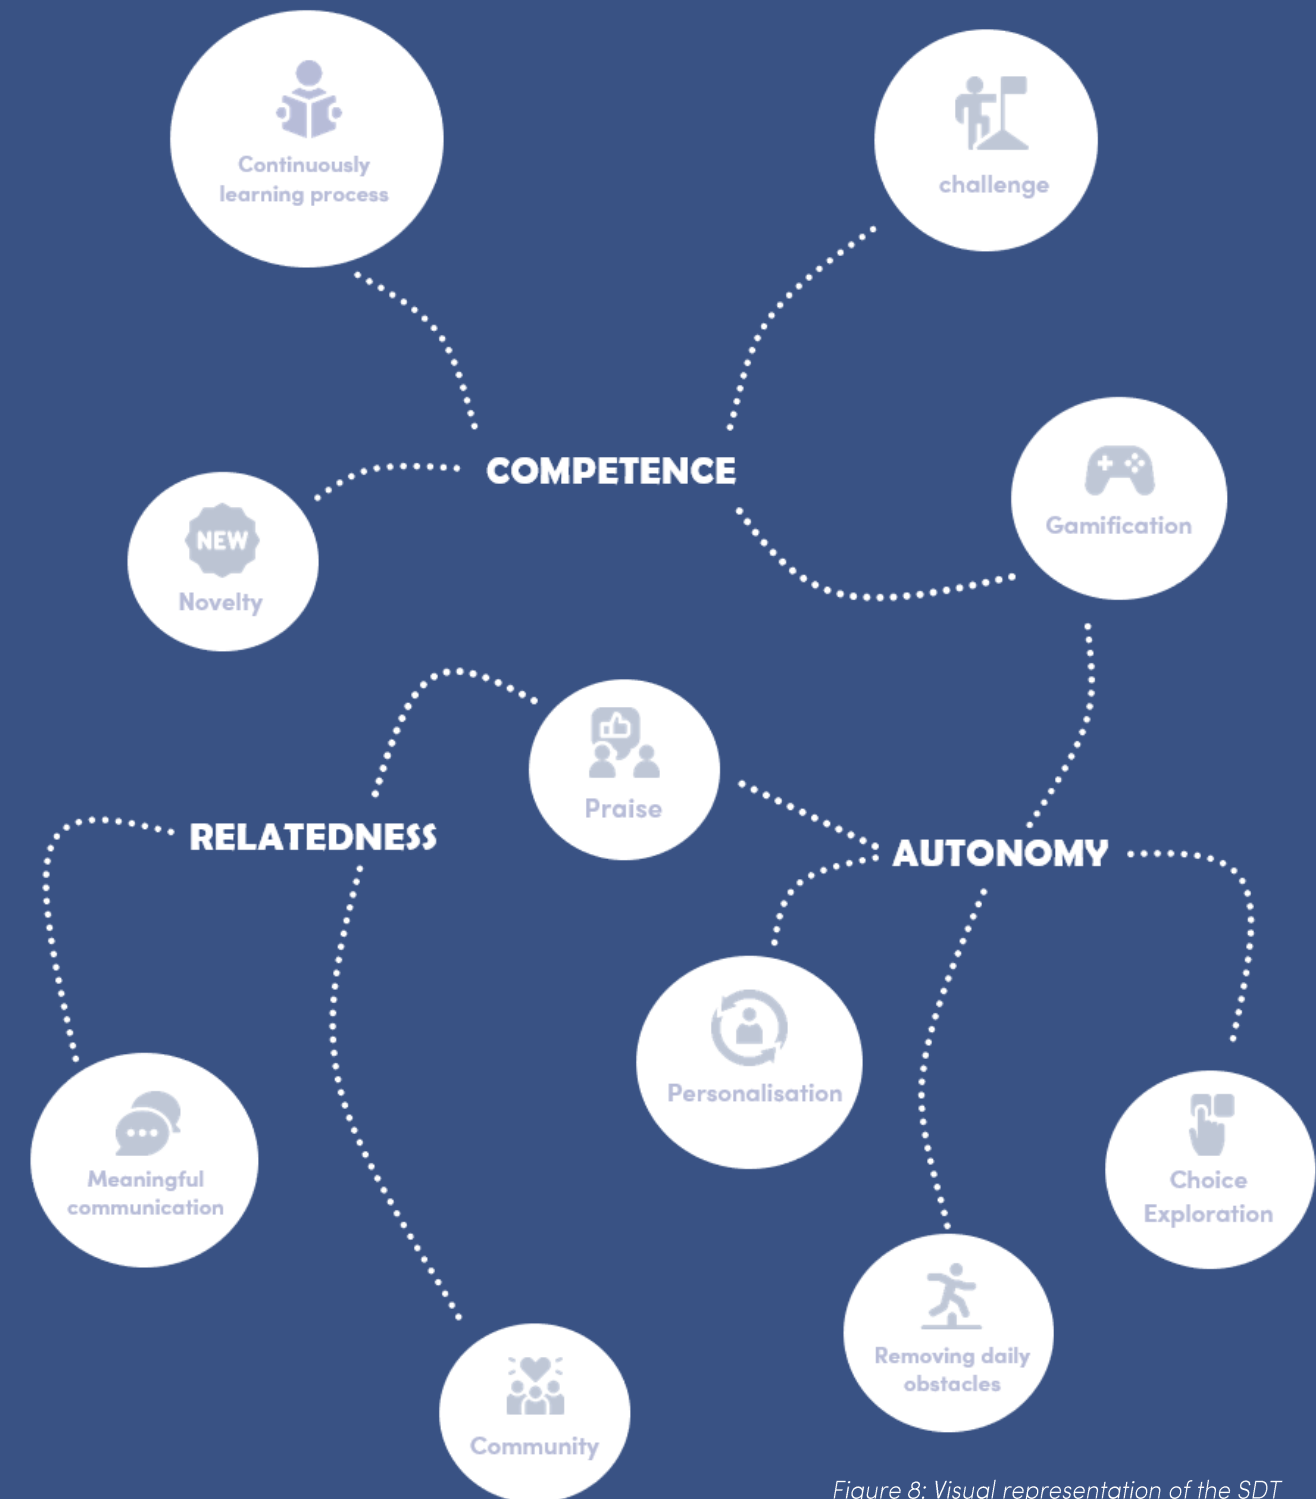 Continuously
learning process
challenge
COMPETENCE
Gamification
NEW
Novelty
Praise
RELATEDNESS
AUTONOMY
Personalisation
Meaningful
communication
Choice
Exploration
Removing daily
obstacles
Community
Figure 8: Visual representation of the SDT